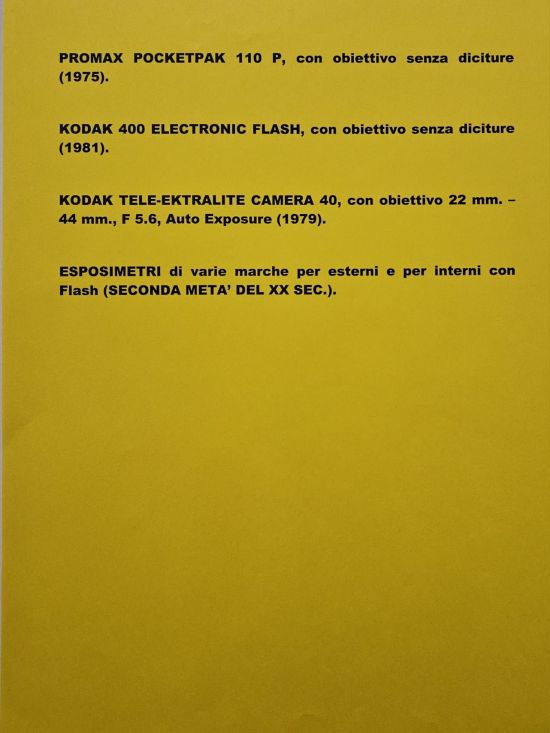 PROMAX POCKETPAK 110 P, con obiettivo senza diciture
(1975).
KODAK 400 ELECTRONIC FLASH, con obiettivo senza diciture
(1981).
KODAK TELE-EKTRALITE CAMERA 40, con obiettivo 22 mm. –
44 mm., F 5.6, Auto Exposure (1979).
ESPOSIMETRI di varie marche per esterni e per interni con
Flash (SECONDA META’ DEL XX SEC.).